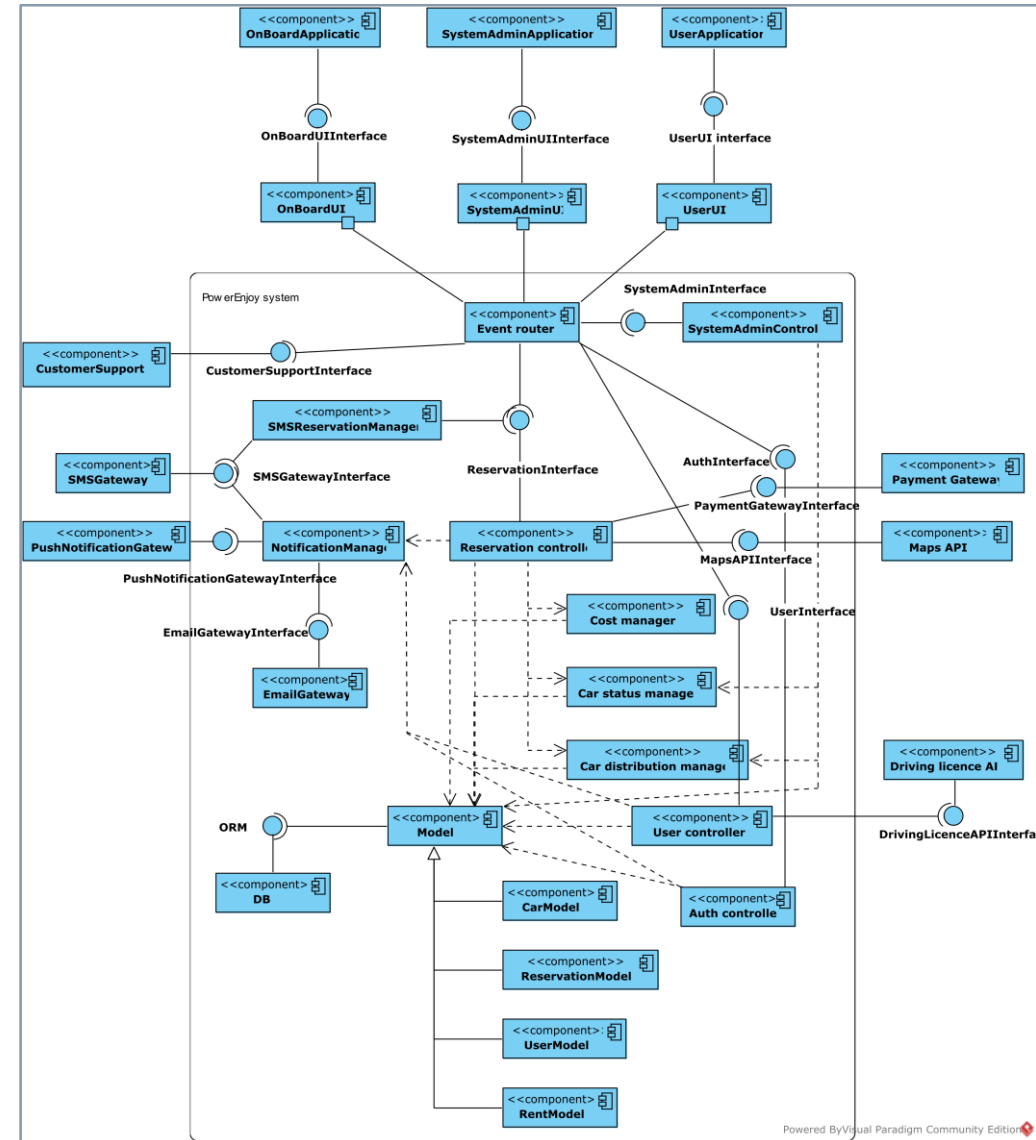 <<component>>
OnBoardApplicatic
<<component>>
SystemAdminApplication
<<component>:
UserApplication
OnBoardUIInterface
SystemAdminUIInterface
UserUI interface
<<component>
OnBoardUI
<<component>>
SystemAdminU
<<component>>
UserUI
PowerEnjoy system
SystemAdminInterface
<<component>
Event router
<<component>>
SystemAdminControl
<<component>>
CustomerSupport
CustomerSupportInterface
<<component>>
SMSReservationManager
<<component>
SMSGateway
SMSGatewayInterface
ReservationInterface
AuthInterface
<<component>>
Payment Gateway
PaymentGatewayInterface
<<component>>
PushNotificationGatew
<<component>>
NotificationManage
<<component>>
Reservation controlle
<<component>>
Maps API
MapsAPIInterface
PushNotificationGatewayInterface
<<component>>
Cost manager
UserInterface
EmailGatewayInterface
<<component>
EmailGateway
<<component>>
Car status manage
<<component>>
Car distribution manage
<<component>>
Driving licence AI
ORM
<<component>
Model
<<component>>
User controller
DrivingLicenceAPIInterfa
<<component>
DB
<<component>
CarModel
<<component>
Auth controlle
<<component>>
ReservationModel
<<component>:
UserModel
<<component>
RentModel
Powered ByVisual Paradigm Community Edition